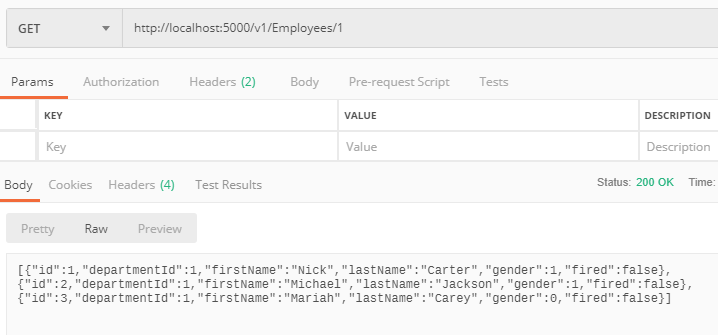 GET http://localhost:5000/v1/Employees/1
Params Authorization Headers (2) Body Pre-request Script Tests
KEY VALUE DESCRIPTION
Key Value Description
Body Cookies Headers (4) Test Results Status: 200 OK Time:
Pretty Raw Preview
[{"id":1,"departmentId":1,"firstName":"Nick","lastName":"Carter","gender":1,"fired":false},
{"id":2,"departmentId":1,"firstName":"Michael","lastName":"Jackson","gender":1,"fired":false},
{"id":3,"departmentId":1,"firstName":"Mariah","lastName":"Carey","gender":0,"fired":false}]